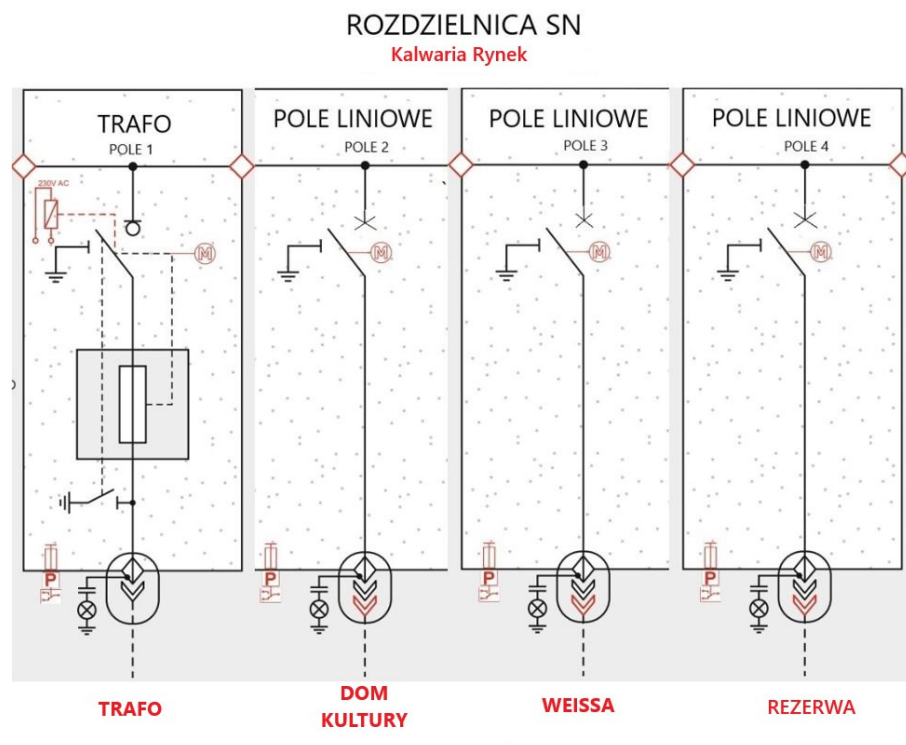 ROZDZIELNICA SN
Kalwaria Rynek
TRAFO
POLE 1
POLE LINIOWE
POLE 2
POLE LINIOWE
POLE 3
POLE LINIOWE
POLE 4
230V AC
M
M
M
M
P
P
P
P
TRAFO
DOM
KULTURY
WEISSA
REZERWA